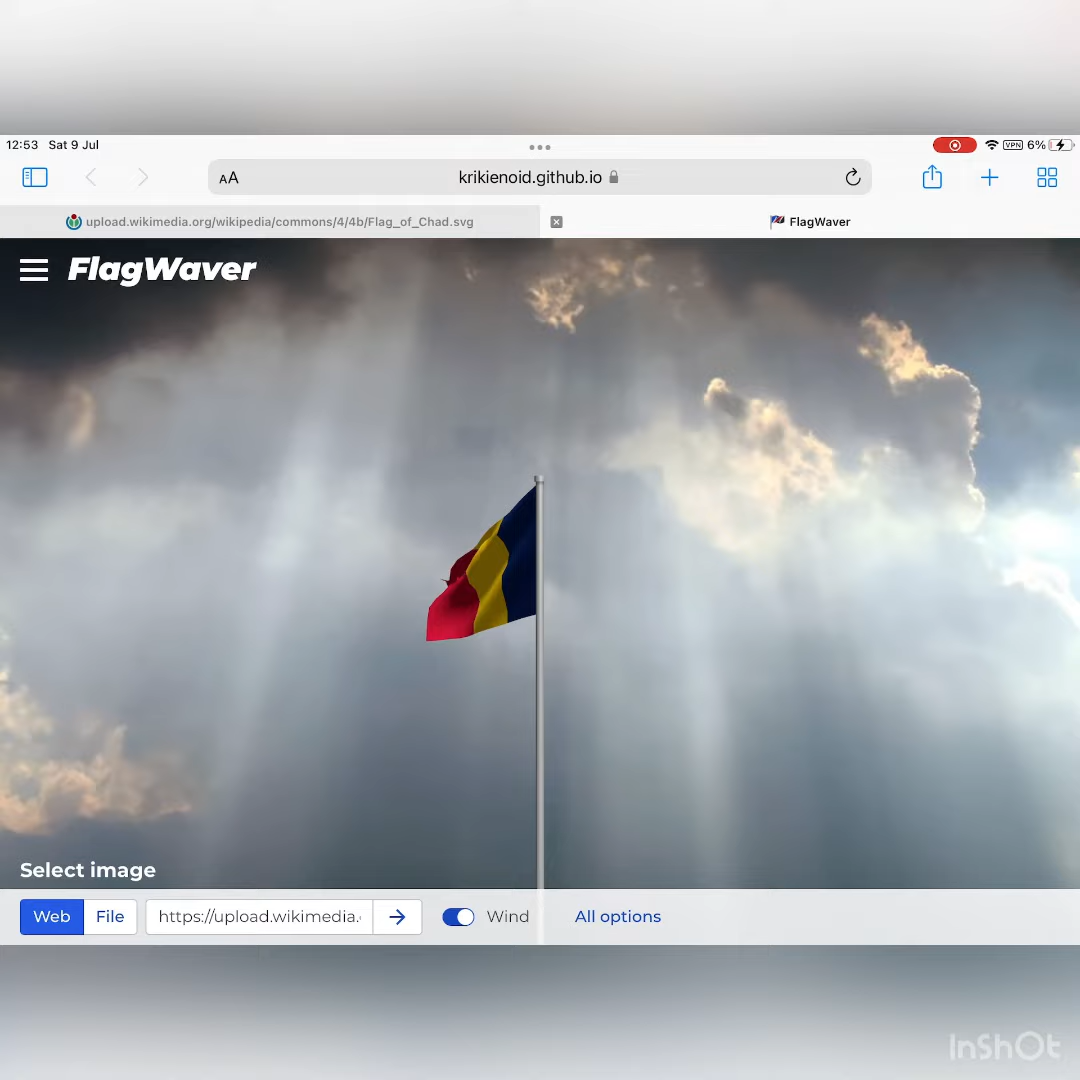 12:53 Sat 9 Jul
VPN 6%
AA krikienoid.github.io
upload.wikimedia.org/wikipedia/commons/4/4b/Flag_of_Chad.svg
FlagWaver
FlagWaver
Select image
Web File https://upload.wikimedia. Wind All options
InShOt